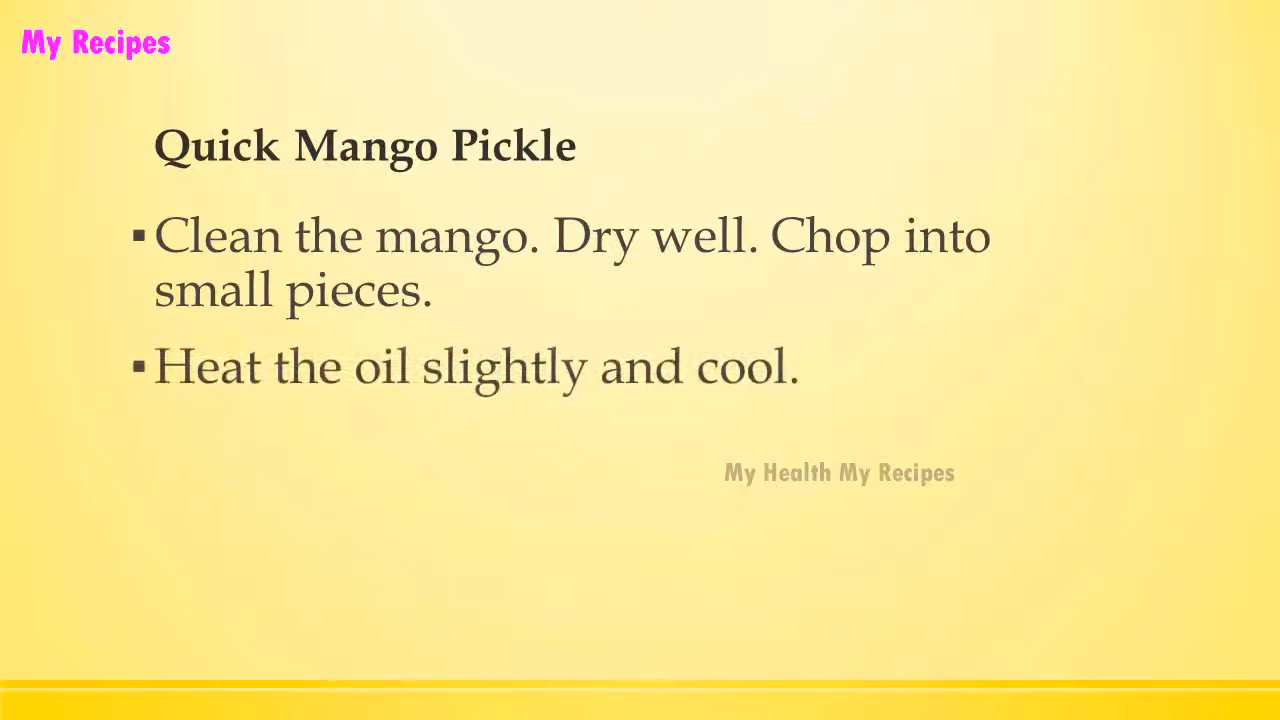 My Recipes
Quick Mango Pickle
▪Clean the mango. Dry well. Chop into
small pieces.
▪Heat the oil slightly and cool.
My Health My Recipes